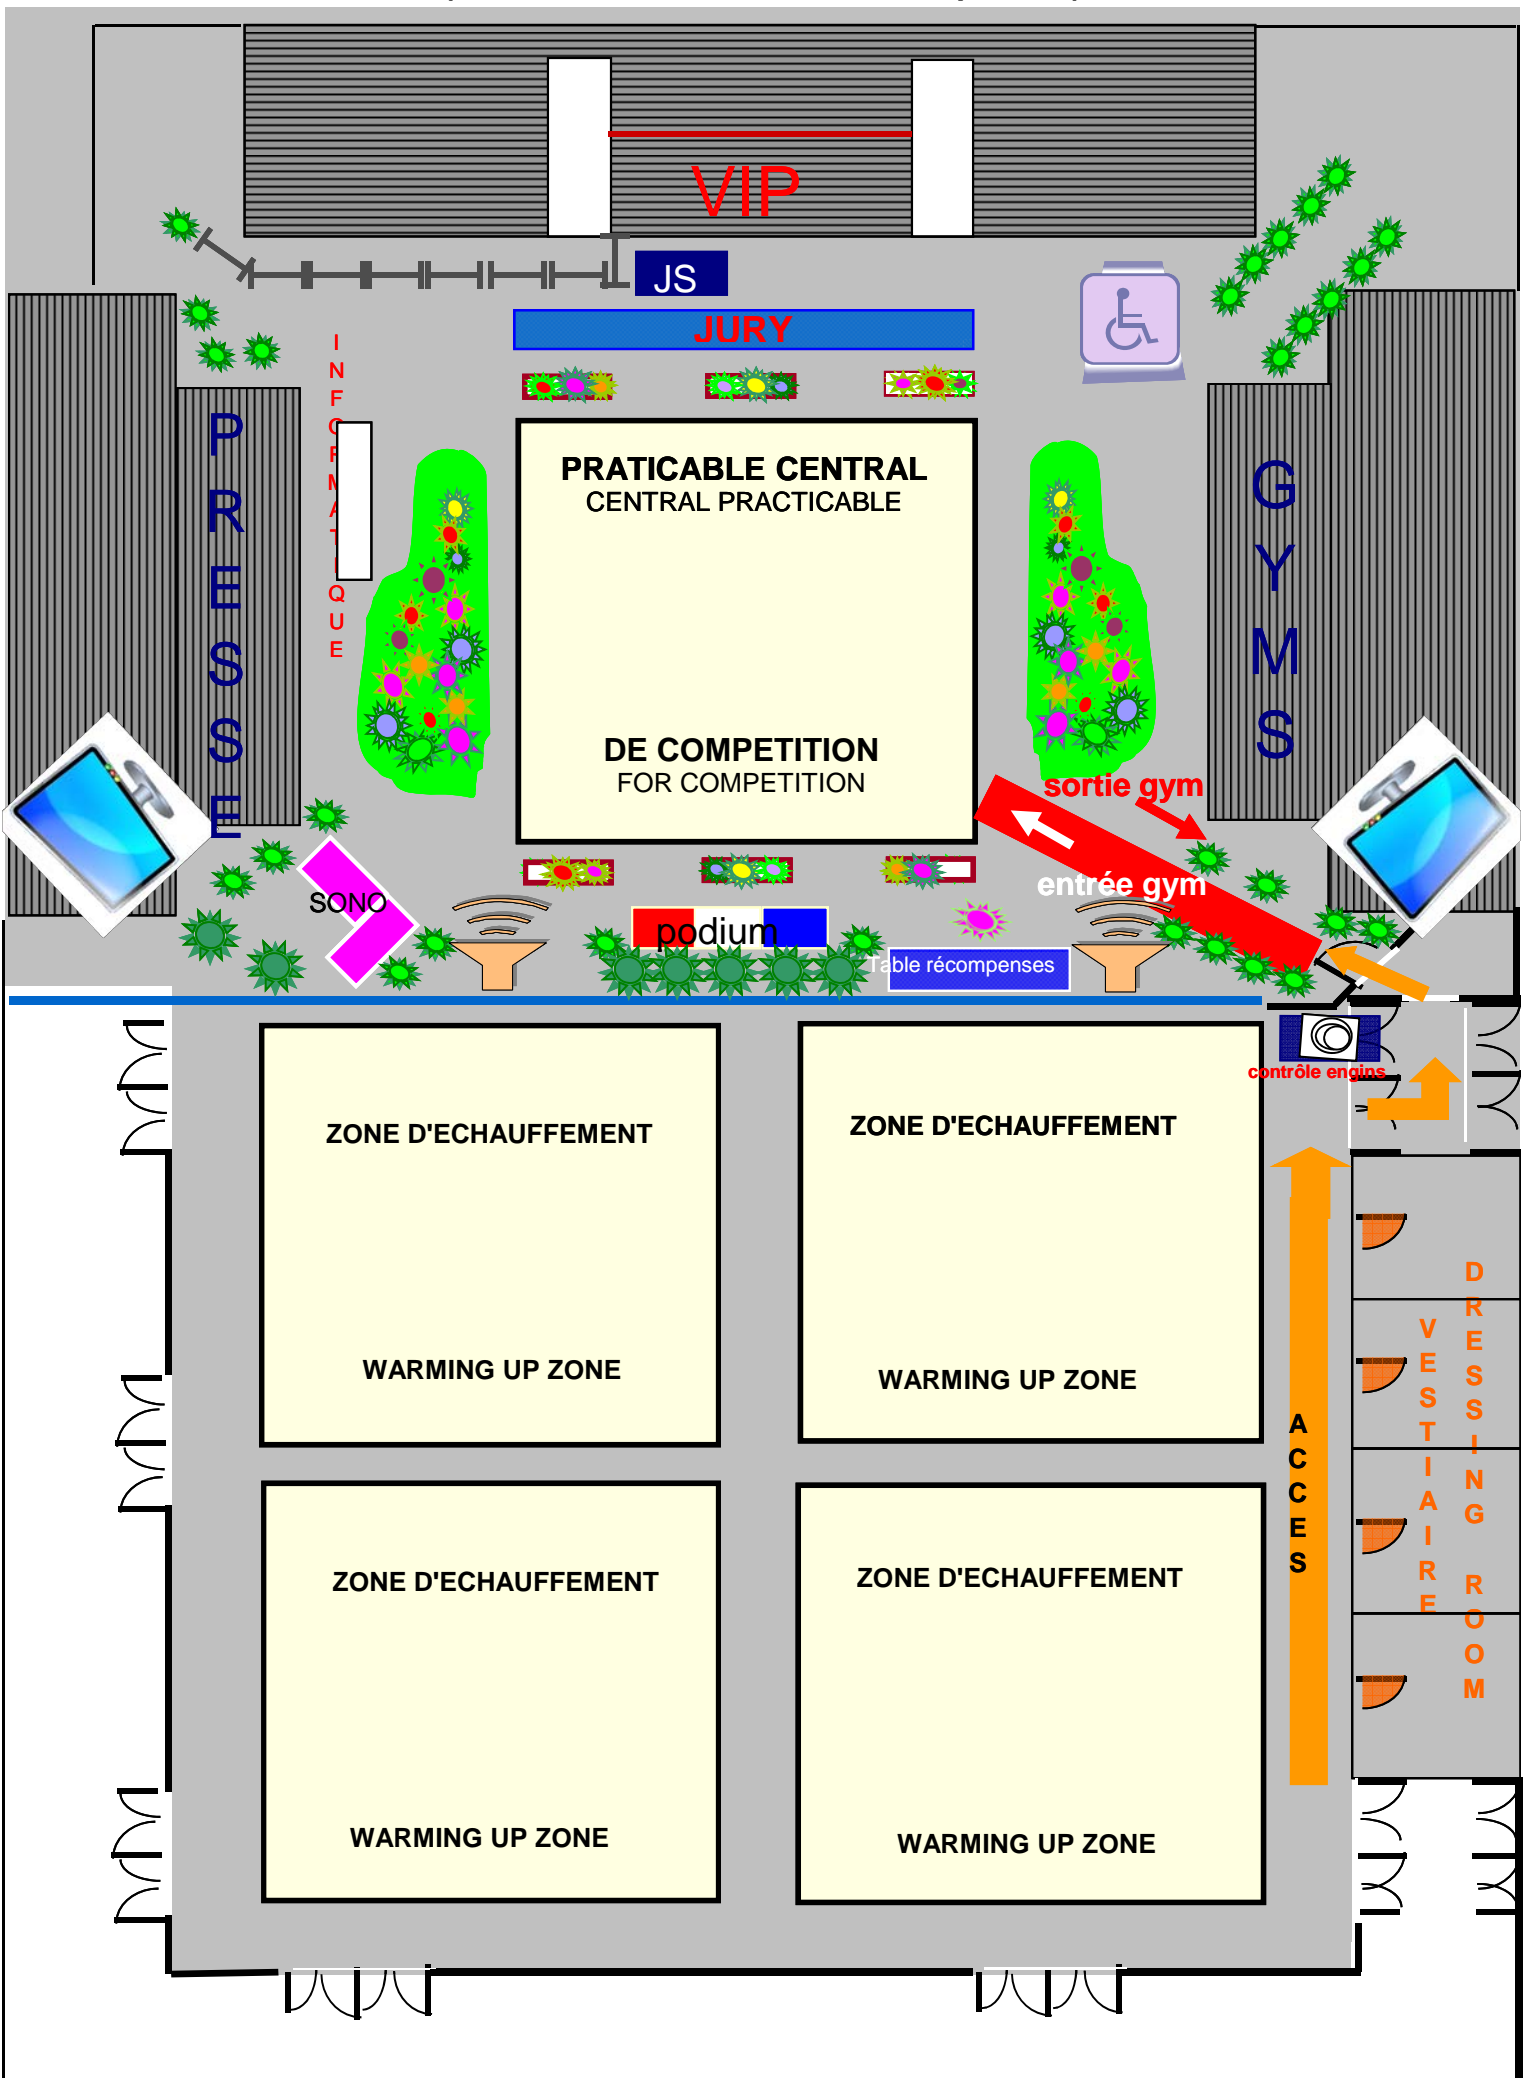 VIP
JS
JURY
INFORMATIQUE
PRESSE
PRATICABLE CENTRAL
CENTRAL PRACTICABLE
GYMS
DE COMPETITION
FOR COMPETITION
sortie gym
entrée gym
SONO
podium
Table récompenses
contrôle engins
ZONE D'ECHAUFFEMENT
ZONE D'ECHAUFFEMENT
WARMING UP ZONE
WARMING UP ZONE
ACCES
VESTIAIRE
DRESSING ROOM
ZONE D'ECHAUFFEMENT
ZONE D'ECHAUFFEMENT
WARMING UP ZONE
WARMING UP ZONE